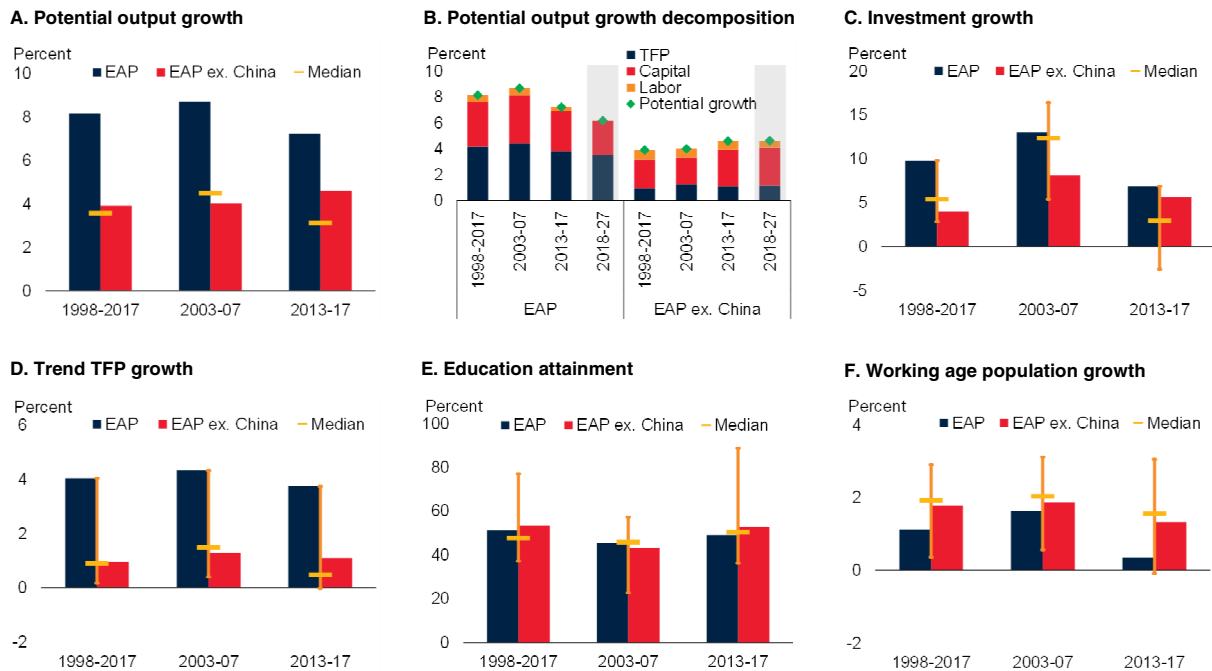 A. Potential output growth
Percent
EAP EAP ex. China Median
10
8
6
4
2
0
1998-2017 2003-07 2013-17
B. Potential output growth decomposition
Percent
TFP
Capital
Labor
Potential growth
10
8
6
4
2
0
1998-2017
2003-07
2013-17
2018-27
1998-2017
2003-07
2013-17
2018-27
EAP EAP ex. China
C. Investment growth
Percent
EAP EAP ex. China Median
20
15
10
5
0
-5
1998-2017 2003-07 2013-17
D. Trend TFP growth
Percent
EAP EAP ex. China Median
6
4
2
0
-2
1998-2017 2003-07 2013-17
E. Education attainment
Percent
EAP EAP ex. China Median
100
80
60
40
20
0
1998-2017 2003-07 2013-17
F. Working age population growth
Percent
EAP EAP ex. China Median
4
2
0
-2
1998-2017 2003-07 2013-17